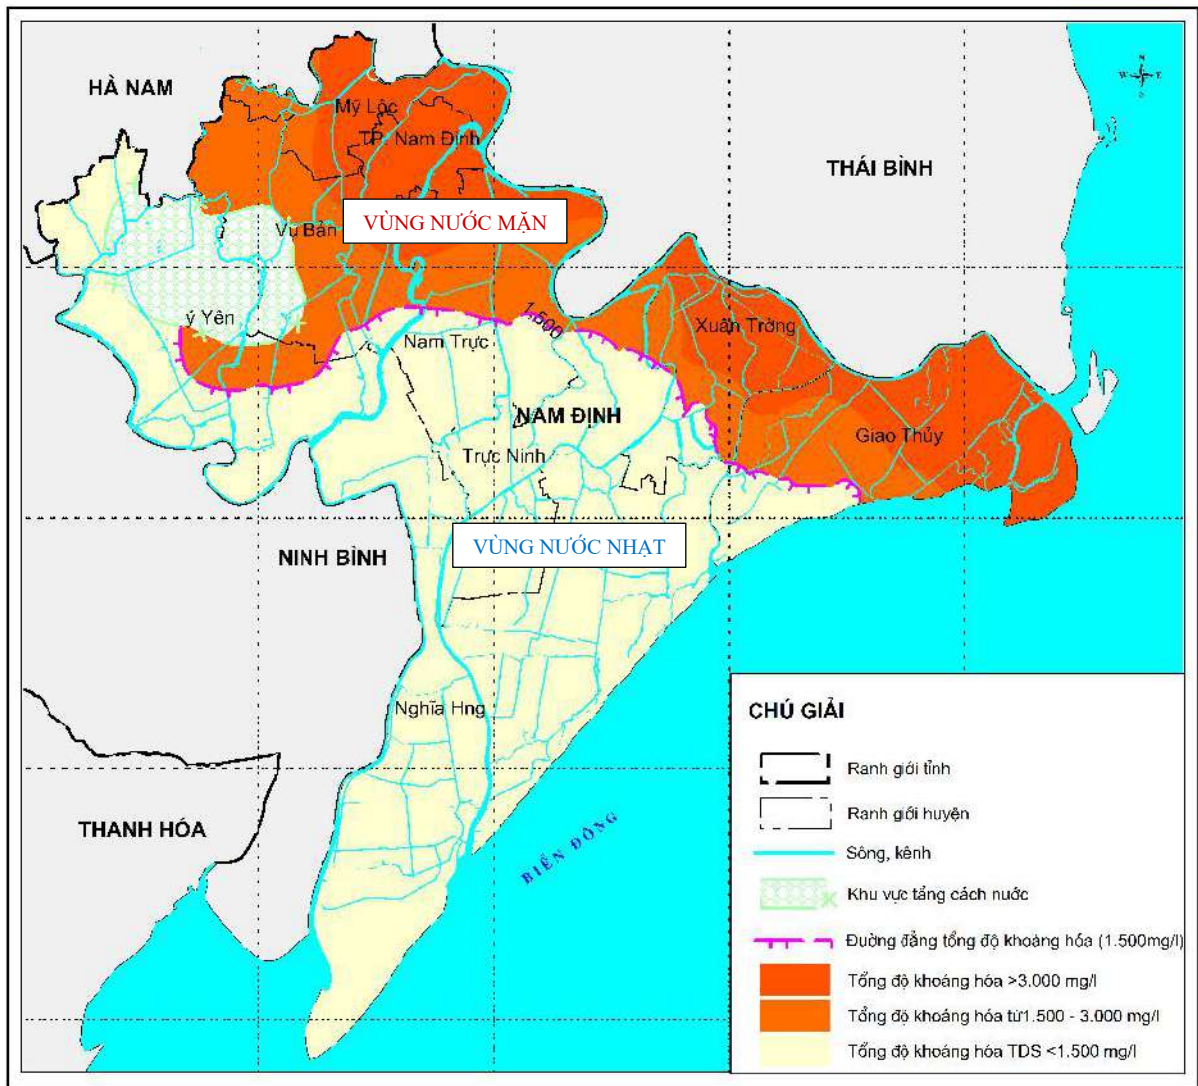 HÀ NAM
Mỹ Lộc
TP. Nam Định
THÁI BÌNH
N
W E
S
VÙNG NƯỚC MẶN
Vụ Bản
ý Yên
1,500
Nam Trực
Xuân Trờng
NAM ĐỊNH
Giao Thủy
Trực Ninh
VÙNG NƯỚC NHẠT
NINH BÌNH
Nghĩa Hng
THANH HÓA
BIỂN ĐÔNG
CHÚ GIẢI
Ranh giới tỉnh
Ranh giới huyện
Sông, kênh
Khu vực tầng cách nước
Đường đẳng tổng độ khoáng hóa (1.500mg/l)
Tổng độ khoáng hóa >3.000 mg/l
Tổng độ khoáng hóa từ1.500 - 3.000 mg/l
Tổng độ khoáng hóa TDS <1.500 mg/l